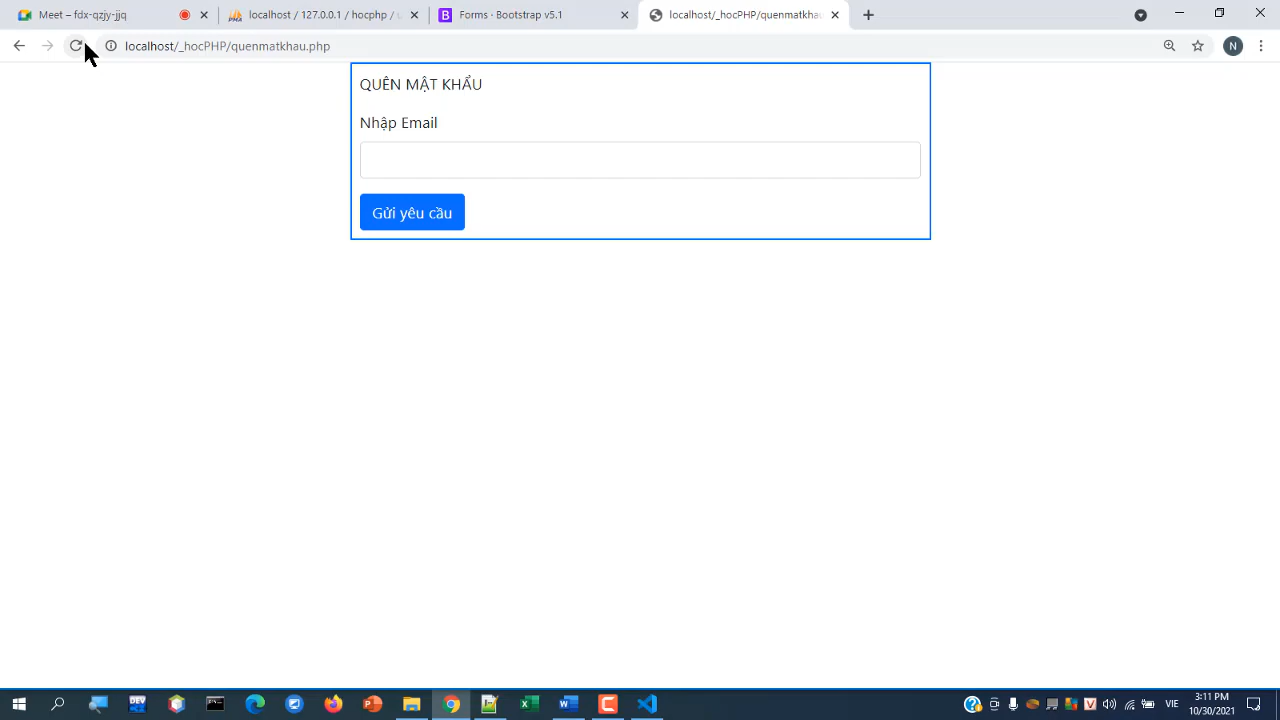 Meet – fdx-qzjy-jjq
localhost / 127.0.0.1 / hocphp /
Forms · Bootstrap v5.1
localhost/_hocPHP/quenmatkhau
localhost/_hocPHP/quenmatkhau.php
N
QUÊN MẬT KHẨU
Nhập Email
Gửi yêu cầu
DEV
V
VIE
3:11 PM
10/30/2021